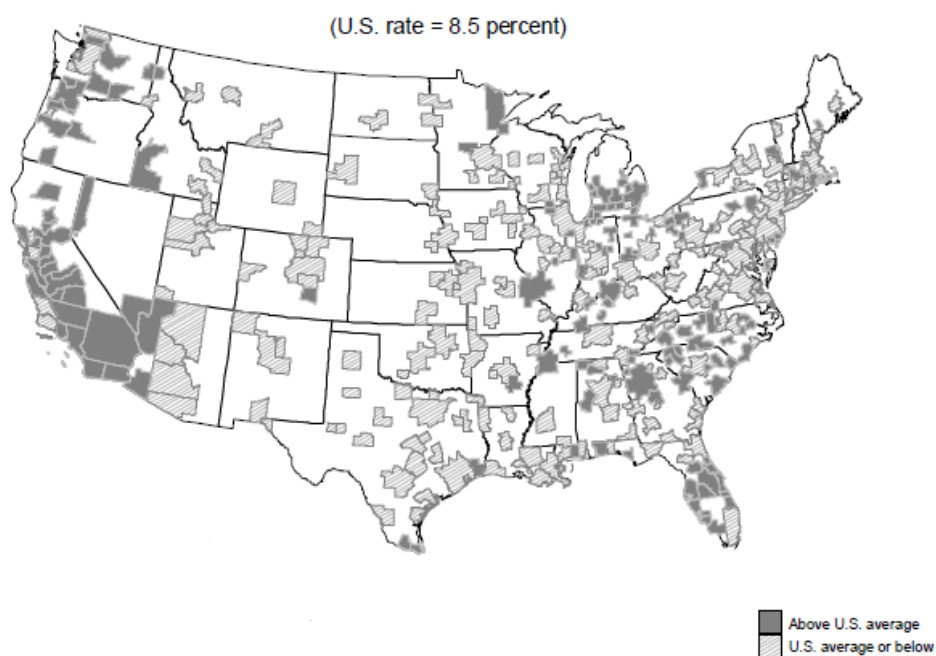 (U.S. rate = 8.5 percent)
Above U.S. average
U.S. average or below